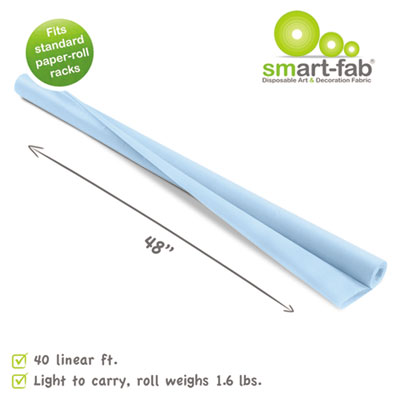 Fits
standard
paper-roll
racks
smart-fab®
Disposable Art & Decoration Fabric
48”
40 linear ft.
Light to carry, roll weighs 1.6 lbs.